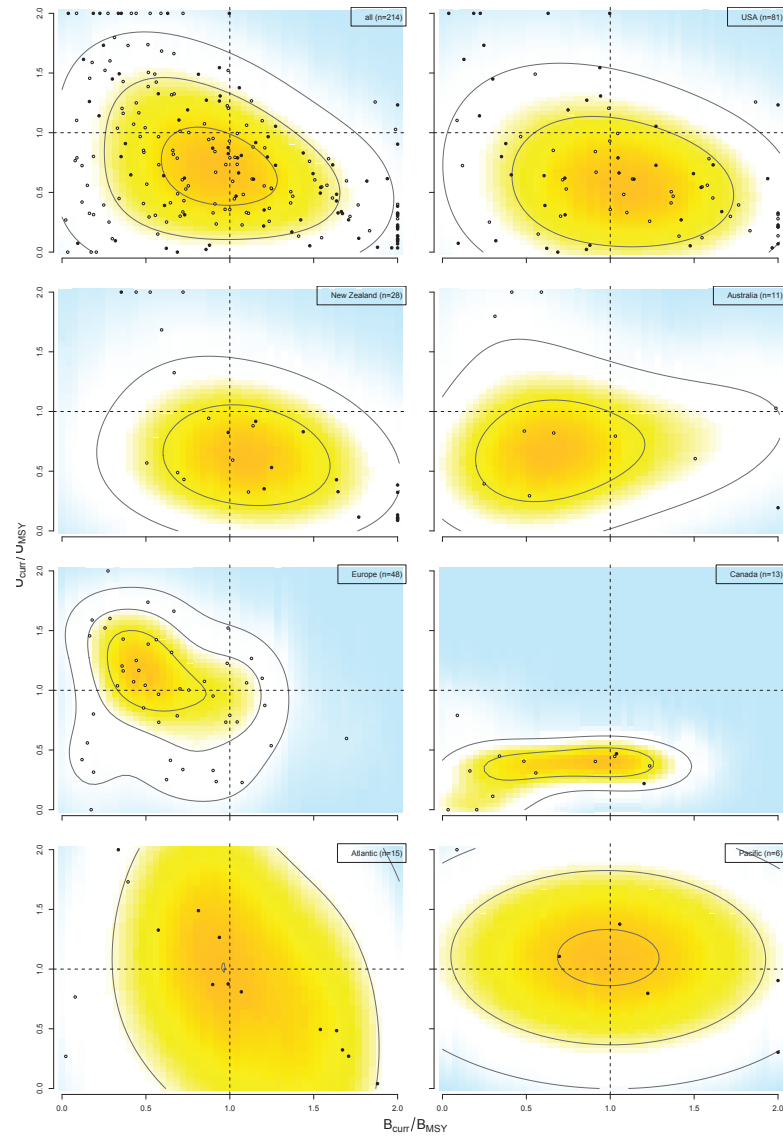 all (n=214)
USA (n=81)
2.0
1.5
1.0
0.5
0.0
New Zealand (n=28)
Australia (n=11)
2.0
1.5
1.0
0.5
0.0
Europe (n=48)
Canada (n=13)
2.0
1.5
1.0
0.5
0.0
Atlantic (n=15)
Pacific (n=6)
2.0
1.5
1.0
0.5
0.0
0.0 0.5 1.0 1.5 2.0
0.0 0.5 1.0 1.5 2.0
Ucurr/UMSY
Bcurr/BMSY